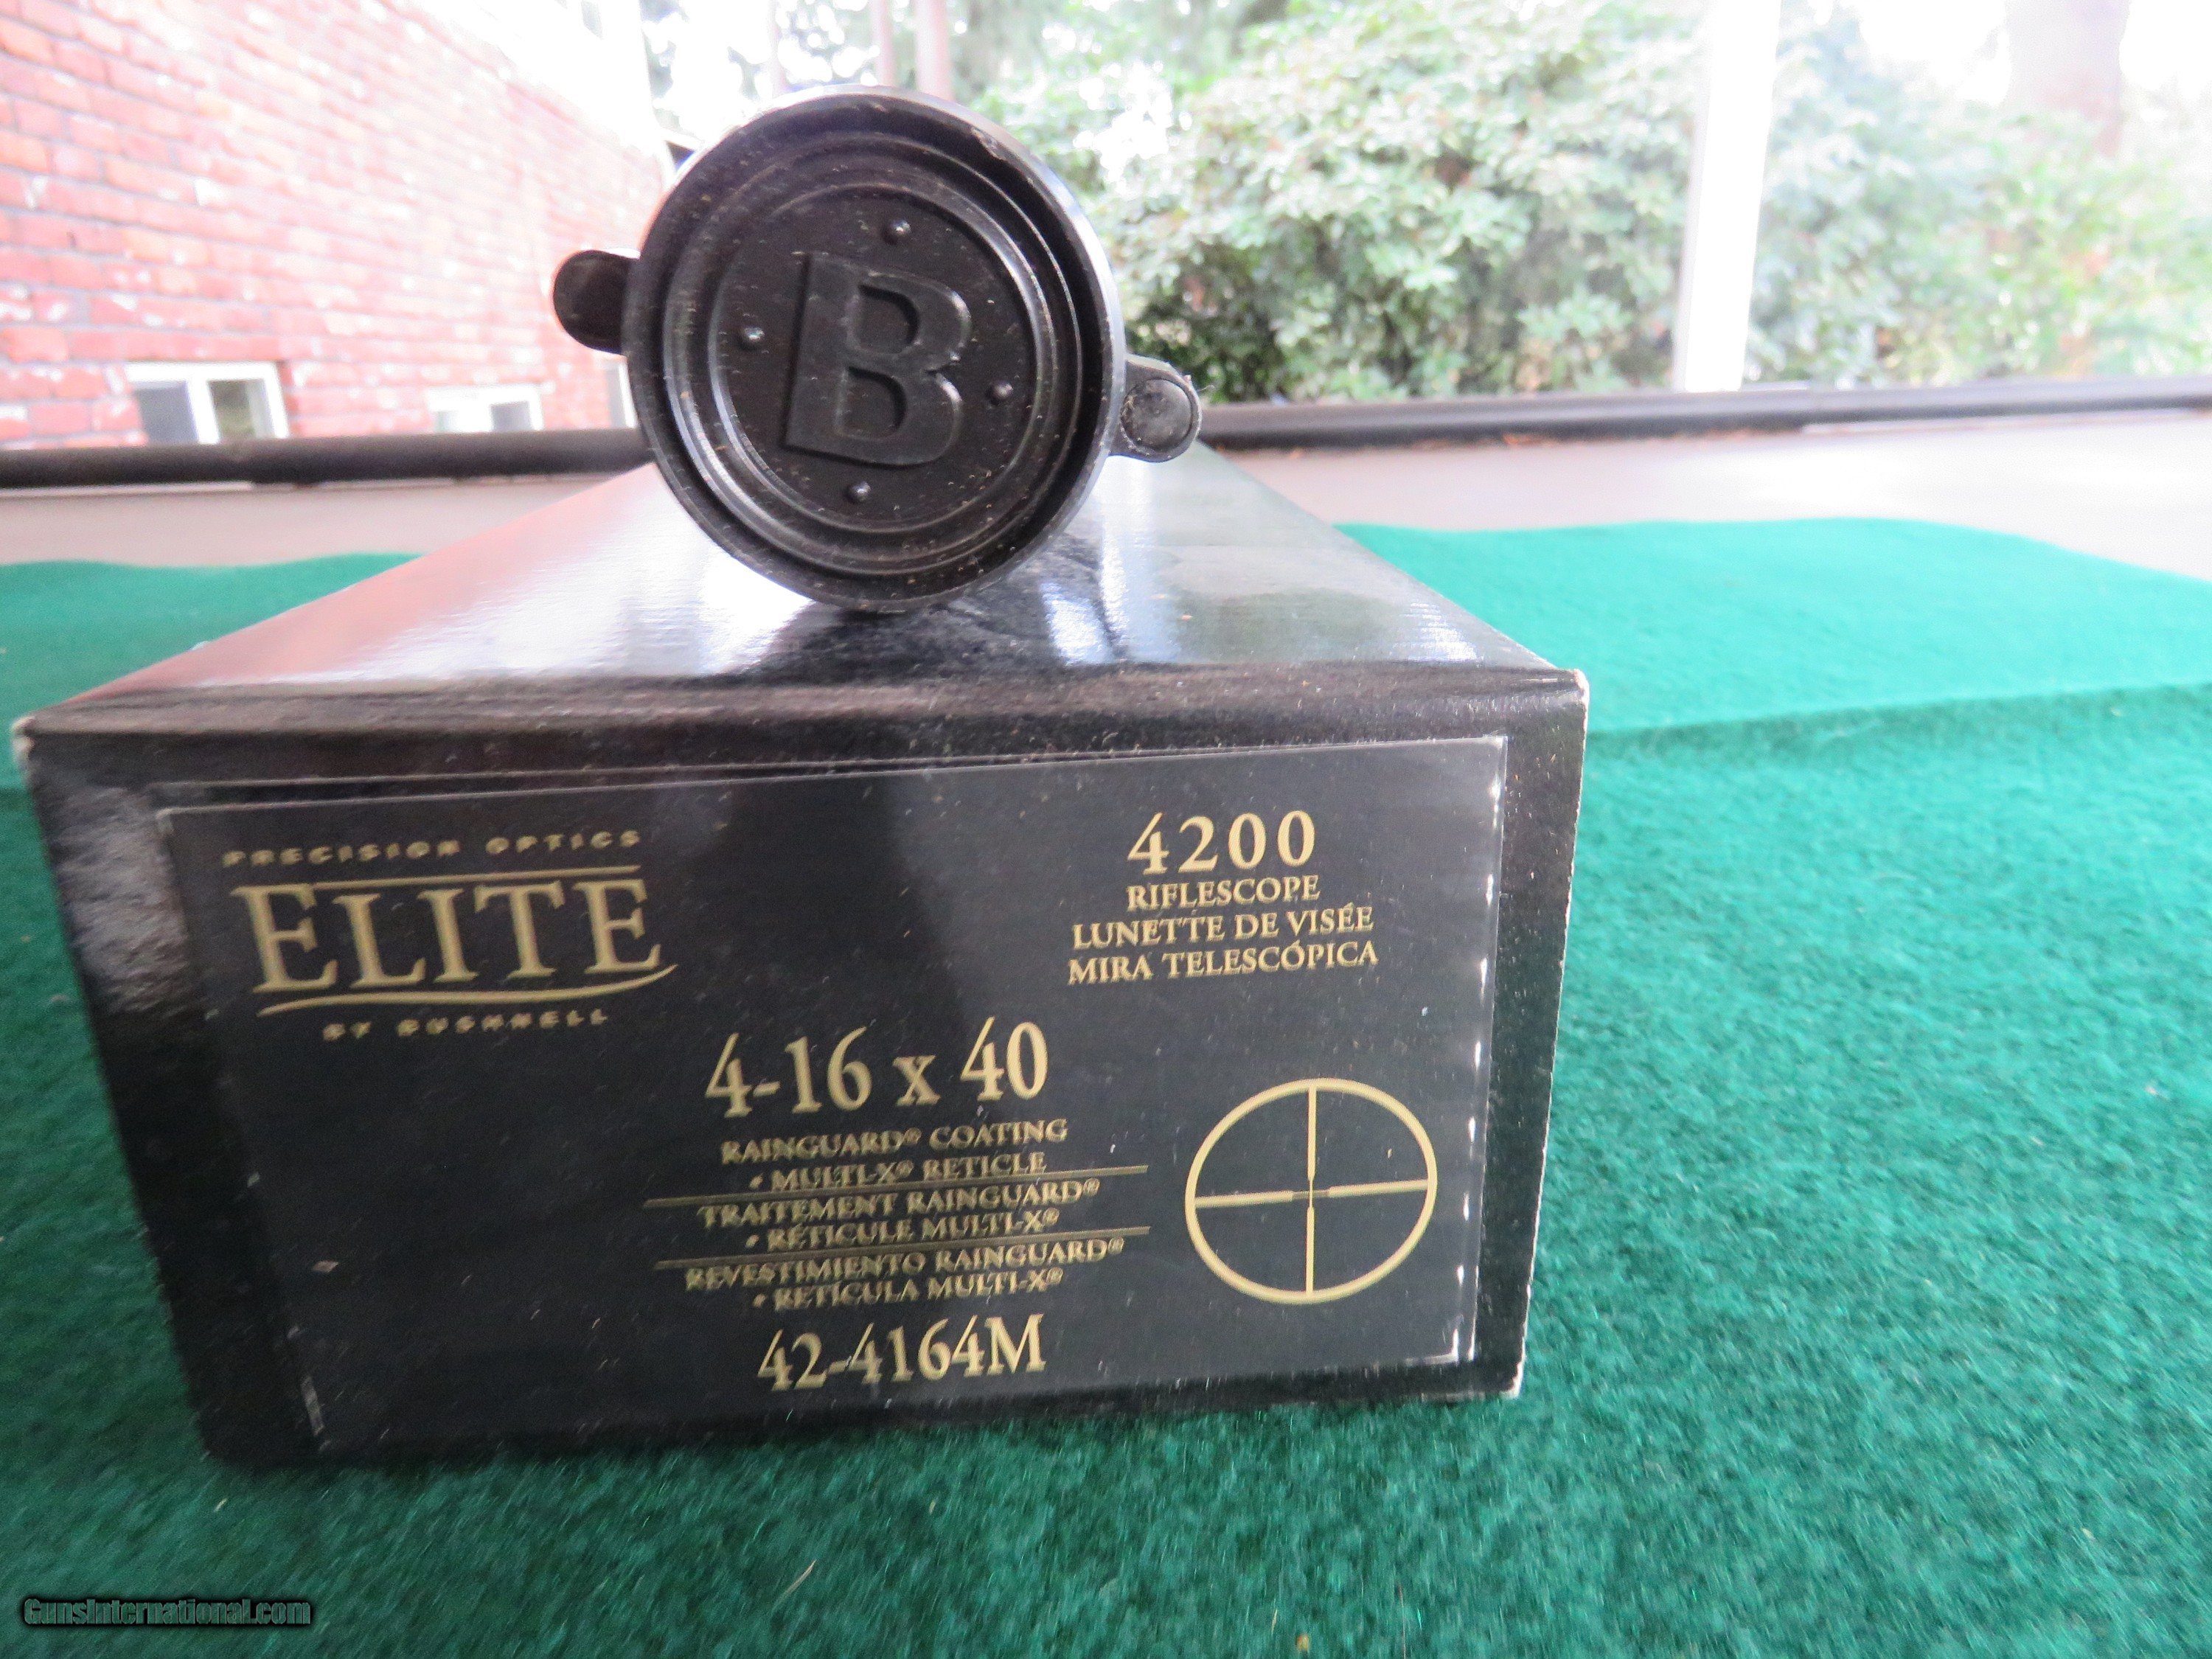 B
PRECISION OPTICS
ELITE
BY BUSHNELL
4200
RIFLESCOPE
LUNETTE DE VISÉE
MIRA TELESCÓPICA
4-16 x 40
RAINGUARD® COATING
• MULTI-X® RETICLE
TRAITEMENT RAINGUARD®
• RÉTICULE MULTI-X®
REVESTIMIENTO RAINGUARD®
• RETÍCULA MULTI-X®
42-4164M
GunsInternational.com